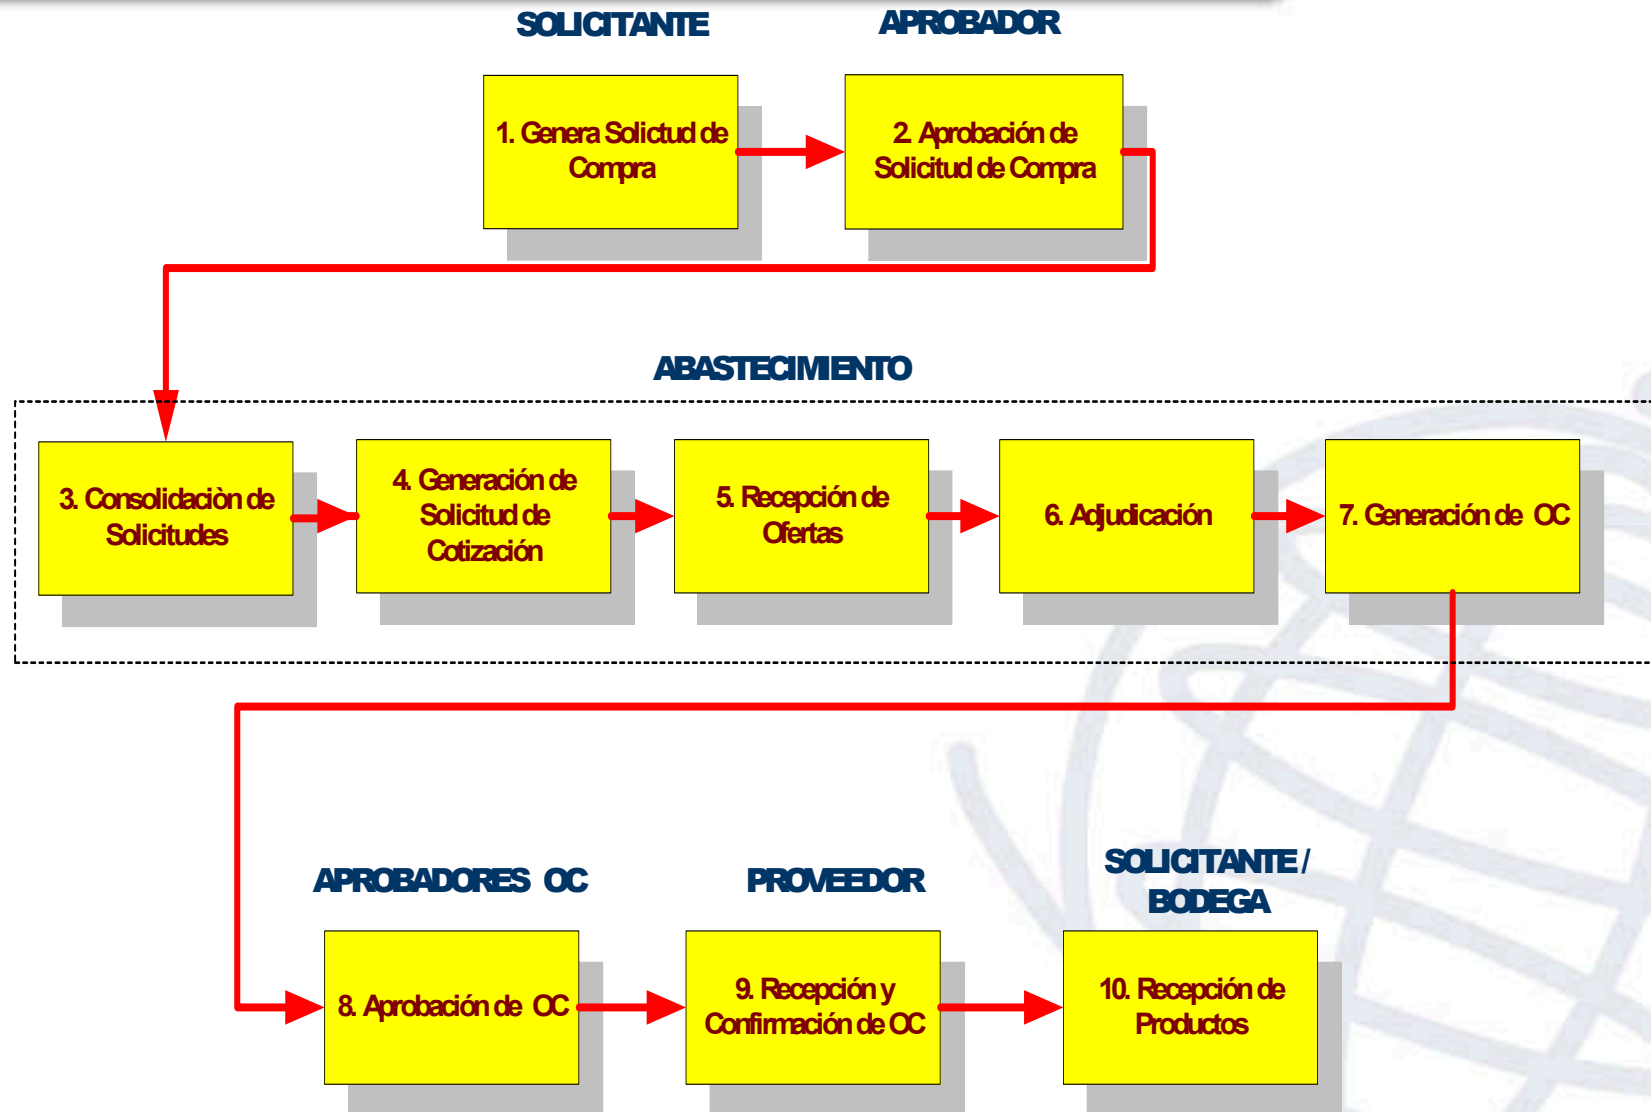 SOLICITANTE
APROBADOR
1. Genera Solictud de
Compra
2. Aprobación de
Solicitud de Compra
ABASTECIMIENTO
3. Consolidaciòn de
Solicitudes
4. Generación de
Solicitud de
Cotización
5. Recepción de
Ofertas
6. Adjudicación
7. Generación de OC
APROBADORES OC
PROVEEDOR
SOLICITANTE /
BODEGA
8. Aprobación de OC
9. Recepción y
Confirmación de OC
10. Recepción de
Productos